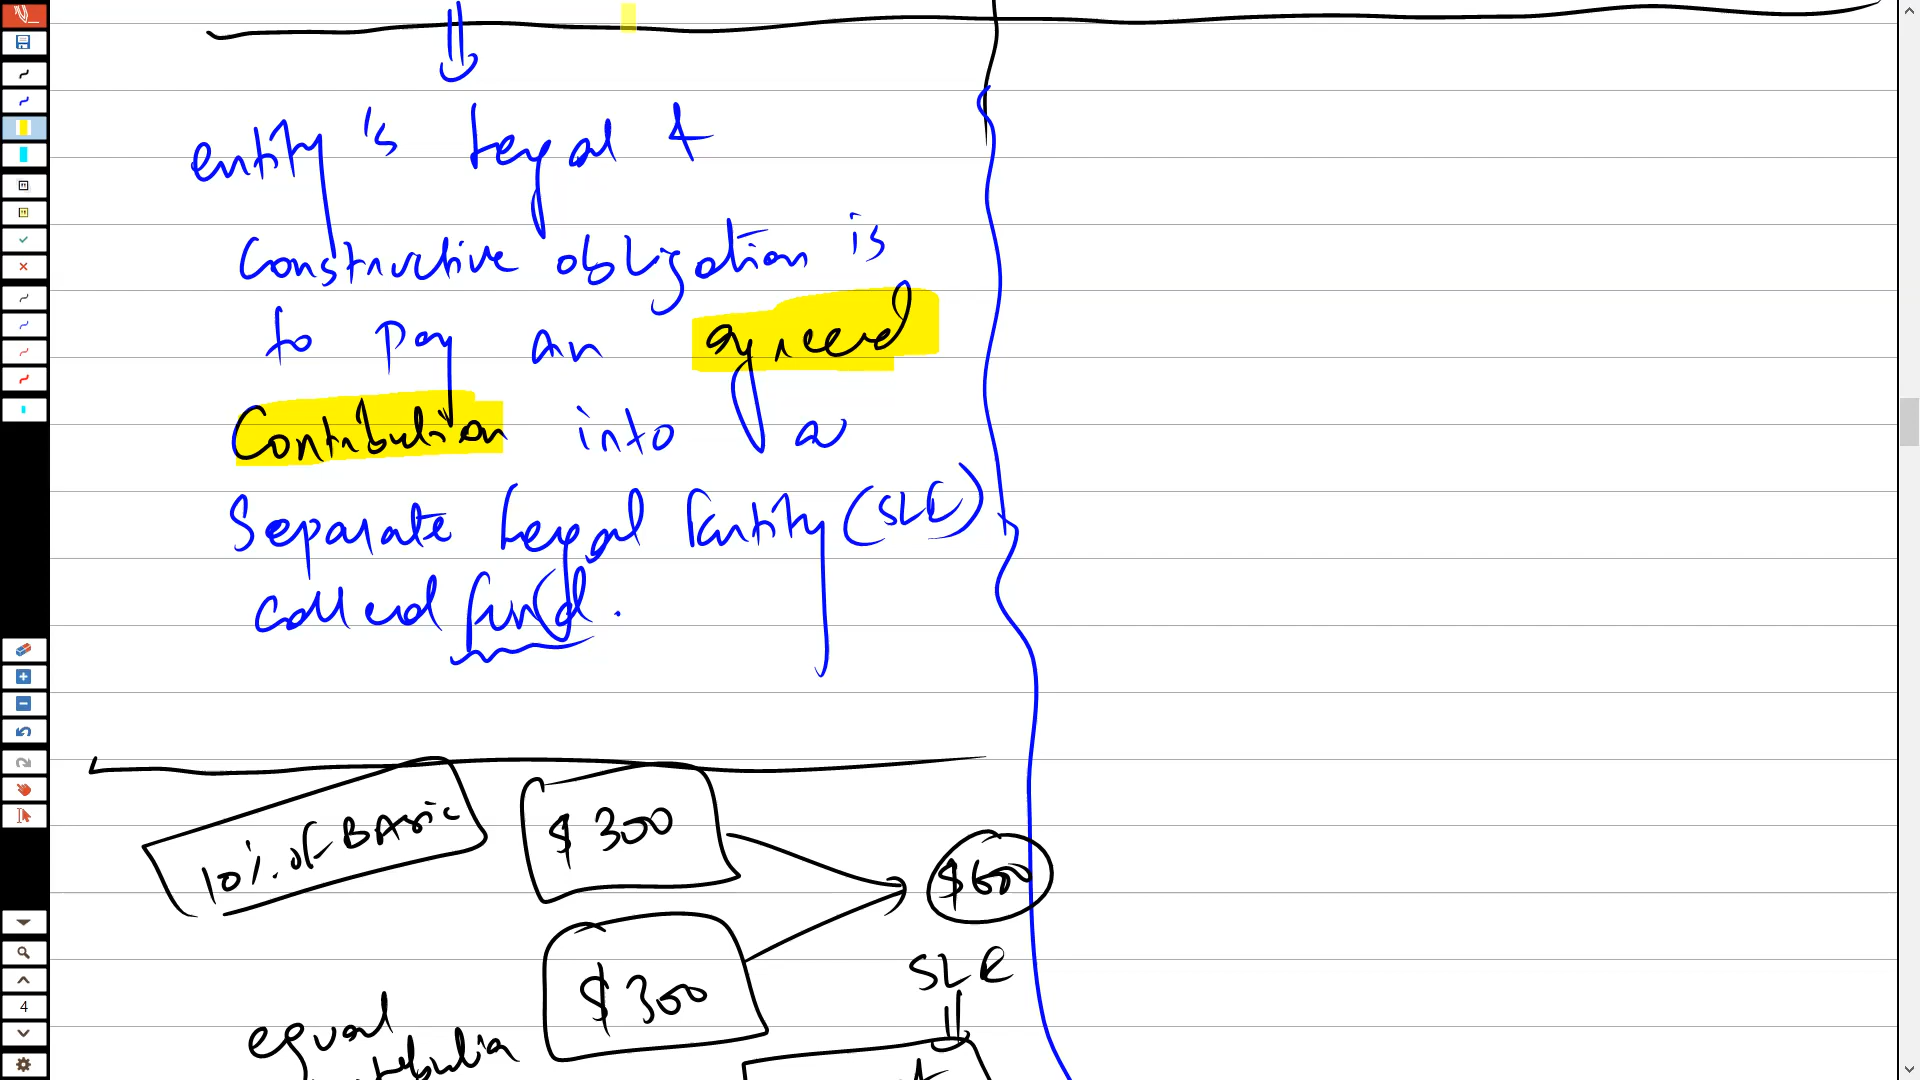 entity's Legal &
Constructive obligation is
to pay an agreed
Contribution into a
Separate Legal Entity (SLE)
called fund.
10% of BAsic
$300
$600
$300
SLE
equal
4